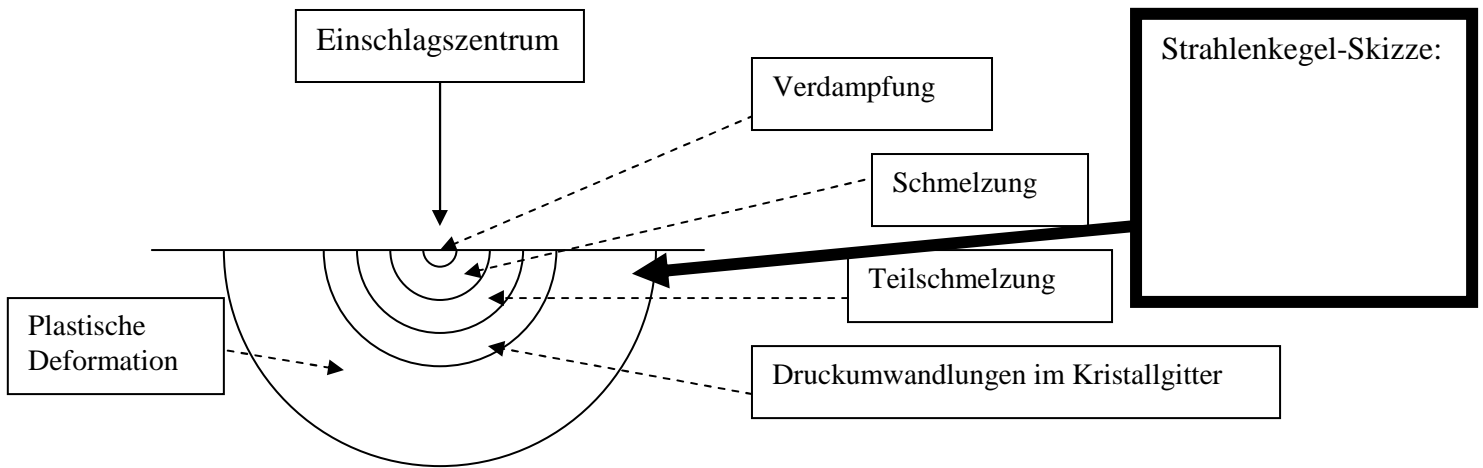 Einschlagszentrum
Strahlenkegel-Skizze:
Verdampfung
Schmelzung
Teilschmelzung
Plastische
Deformation
Druckumwandlungen im Kristallgitter